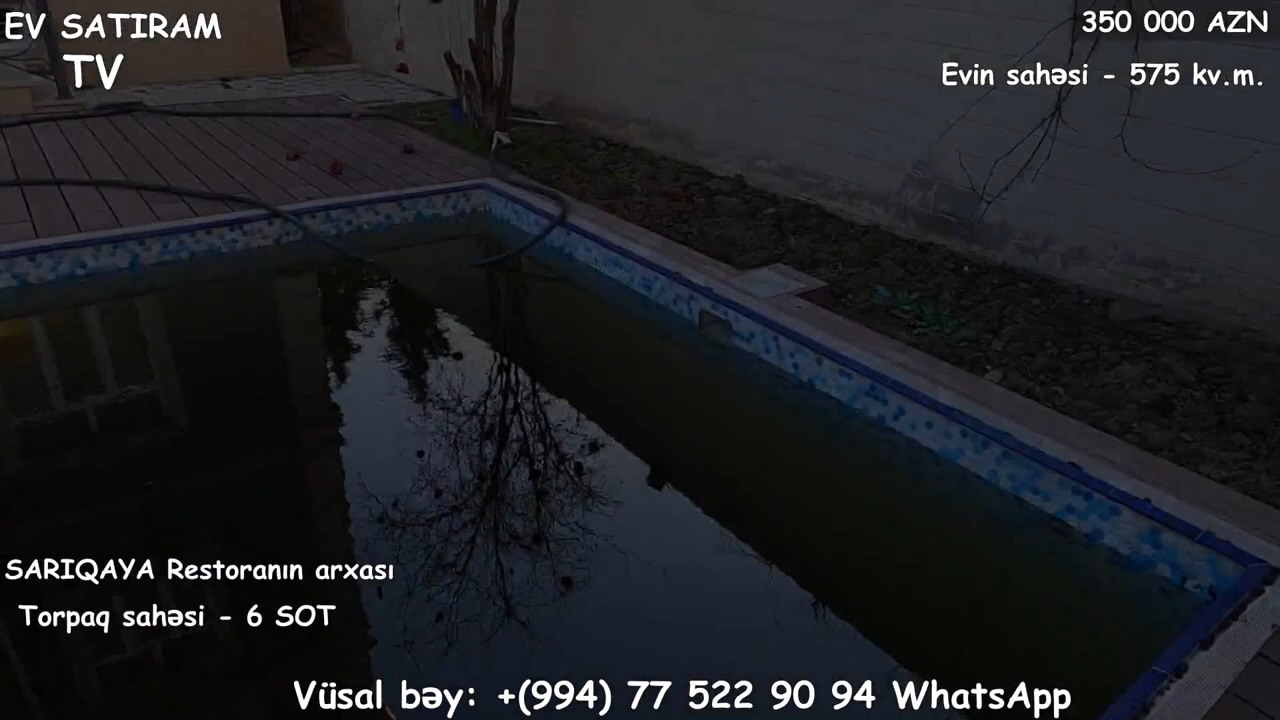 EV SATIRAM
TV
350 000 AZN
Evin sahəsi - 575 kv.m.
SARIQAYA Restoranın arxası
Torpaq sahəsi - 6 SOT
Vüsal bəy: +(994) 77 522 90 94 WhatsApp